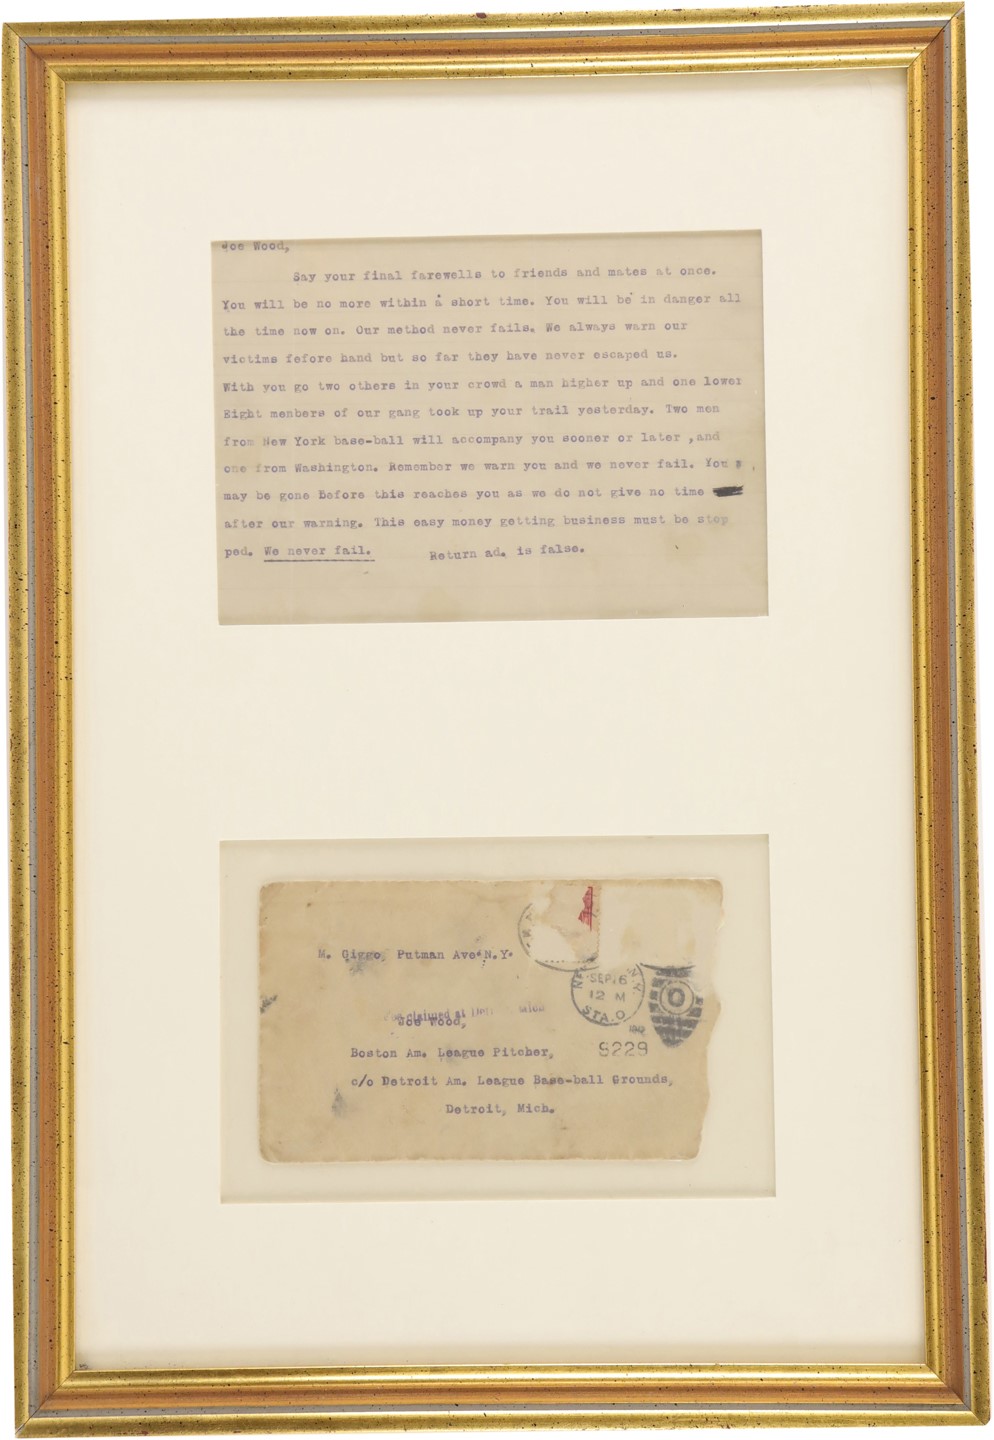 Joe Wood,
Say your final farewells to friends and mates at once.
You will be no more within a short time. You will be in danger all
the time now on. Our method never fails. We always warn our
victims fefore hand but so far they have never escaped us.
With you go two others in your crowd a man higher up and one lower
Eight menbers of our gang took up your trail yesterday. Two men
from New York base-ball will accompany you sooner or later ,and
one from Washington. Remember we warn you and we never fail. You
may be gone Before this reaches you as we do not give no time
after our warning. This easy money getting business must be stop
ped. We never fail. Return ad. is false.
M. Giggo, Putman Ave. N.Y.
SEP 16
12 M
STA. O
claimed at
Joe Wood,
9229
Boston Am. League Pitcher,
c/o Detroit Am. League Base-ball Grounds,
Detroit, Mich.